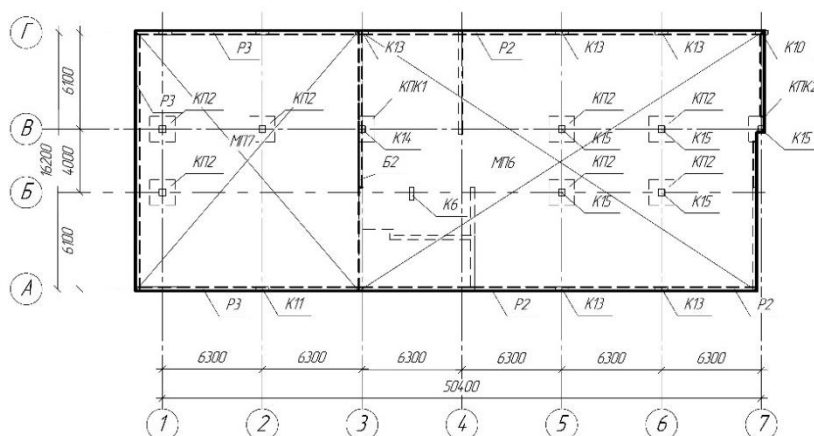 Г
Р3 К13 Р2 К13 К13 К10
6100
КПК1 КПК2
Р3 КП2 КП2 КП2 КП2
В
МП7 К14 К15 К15 К15
16200
4000
Б2 МП6
КП2 КП2 КП2
Б
К6 К15 К15
6100
А
Р3 К11 Р2 К13 К13 Р2
6300 6300 6300 6300 6300 6300
50400
1 2 3 4 5 6 7